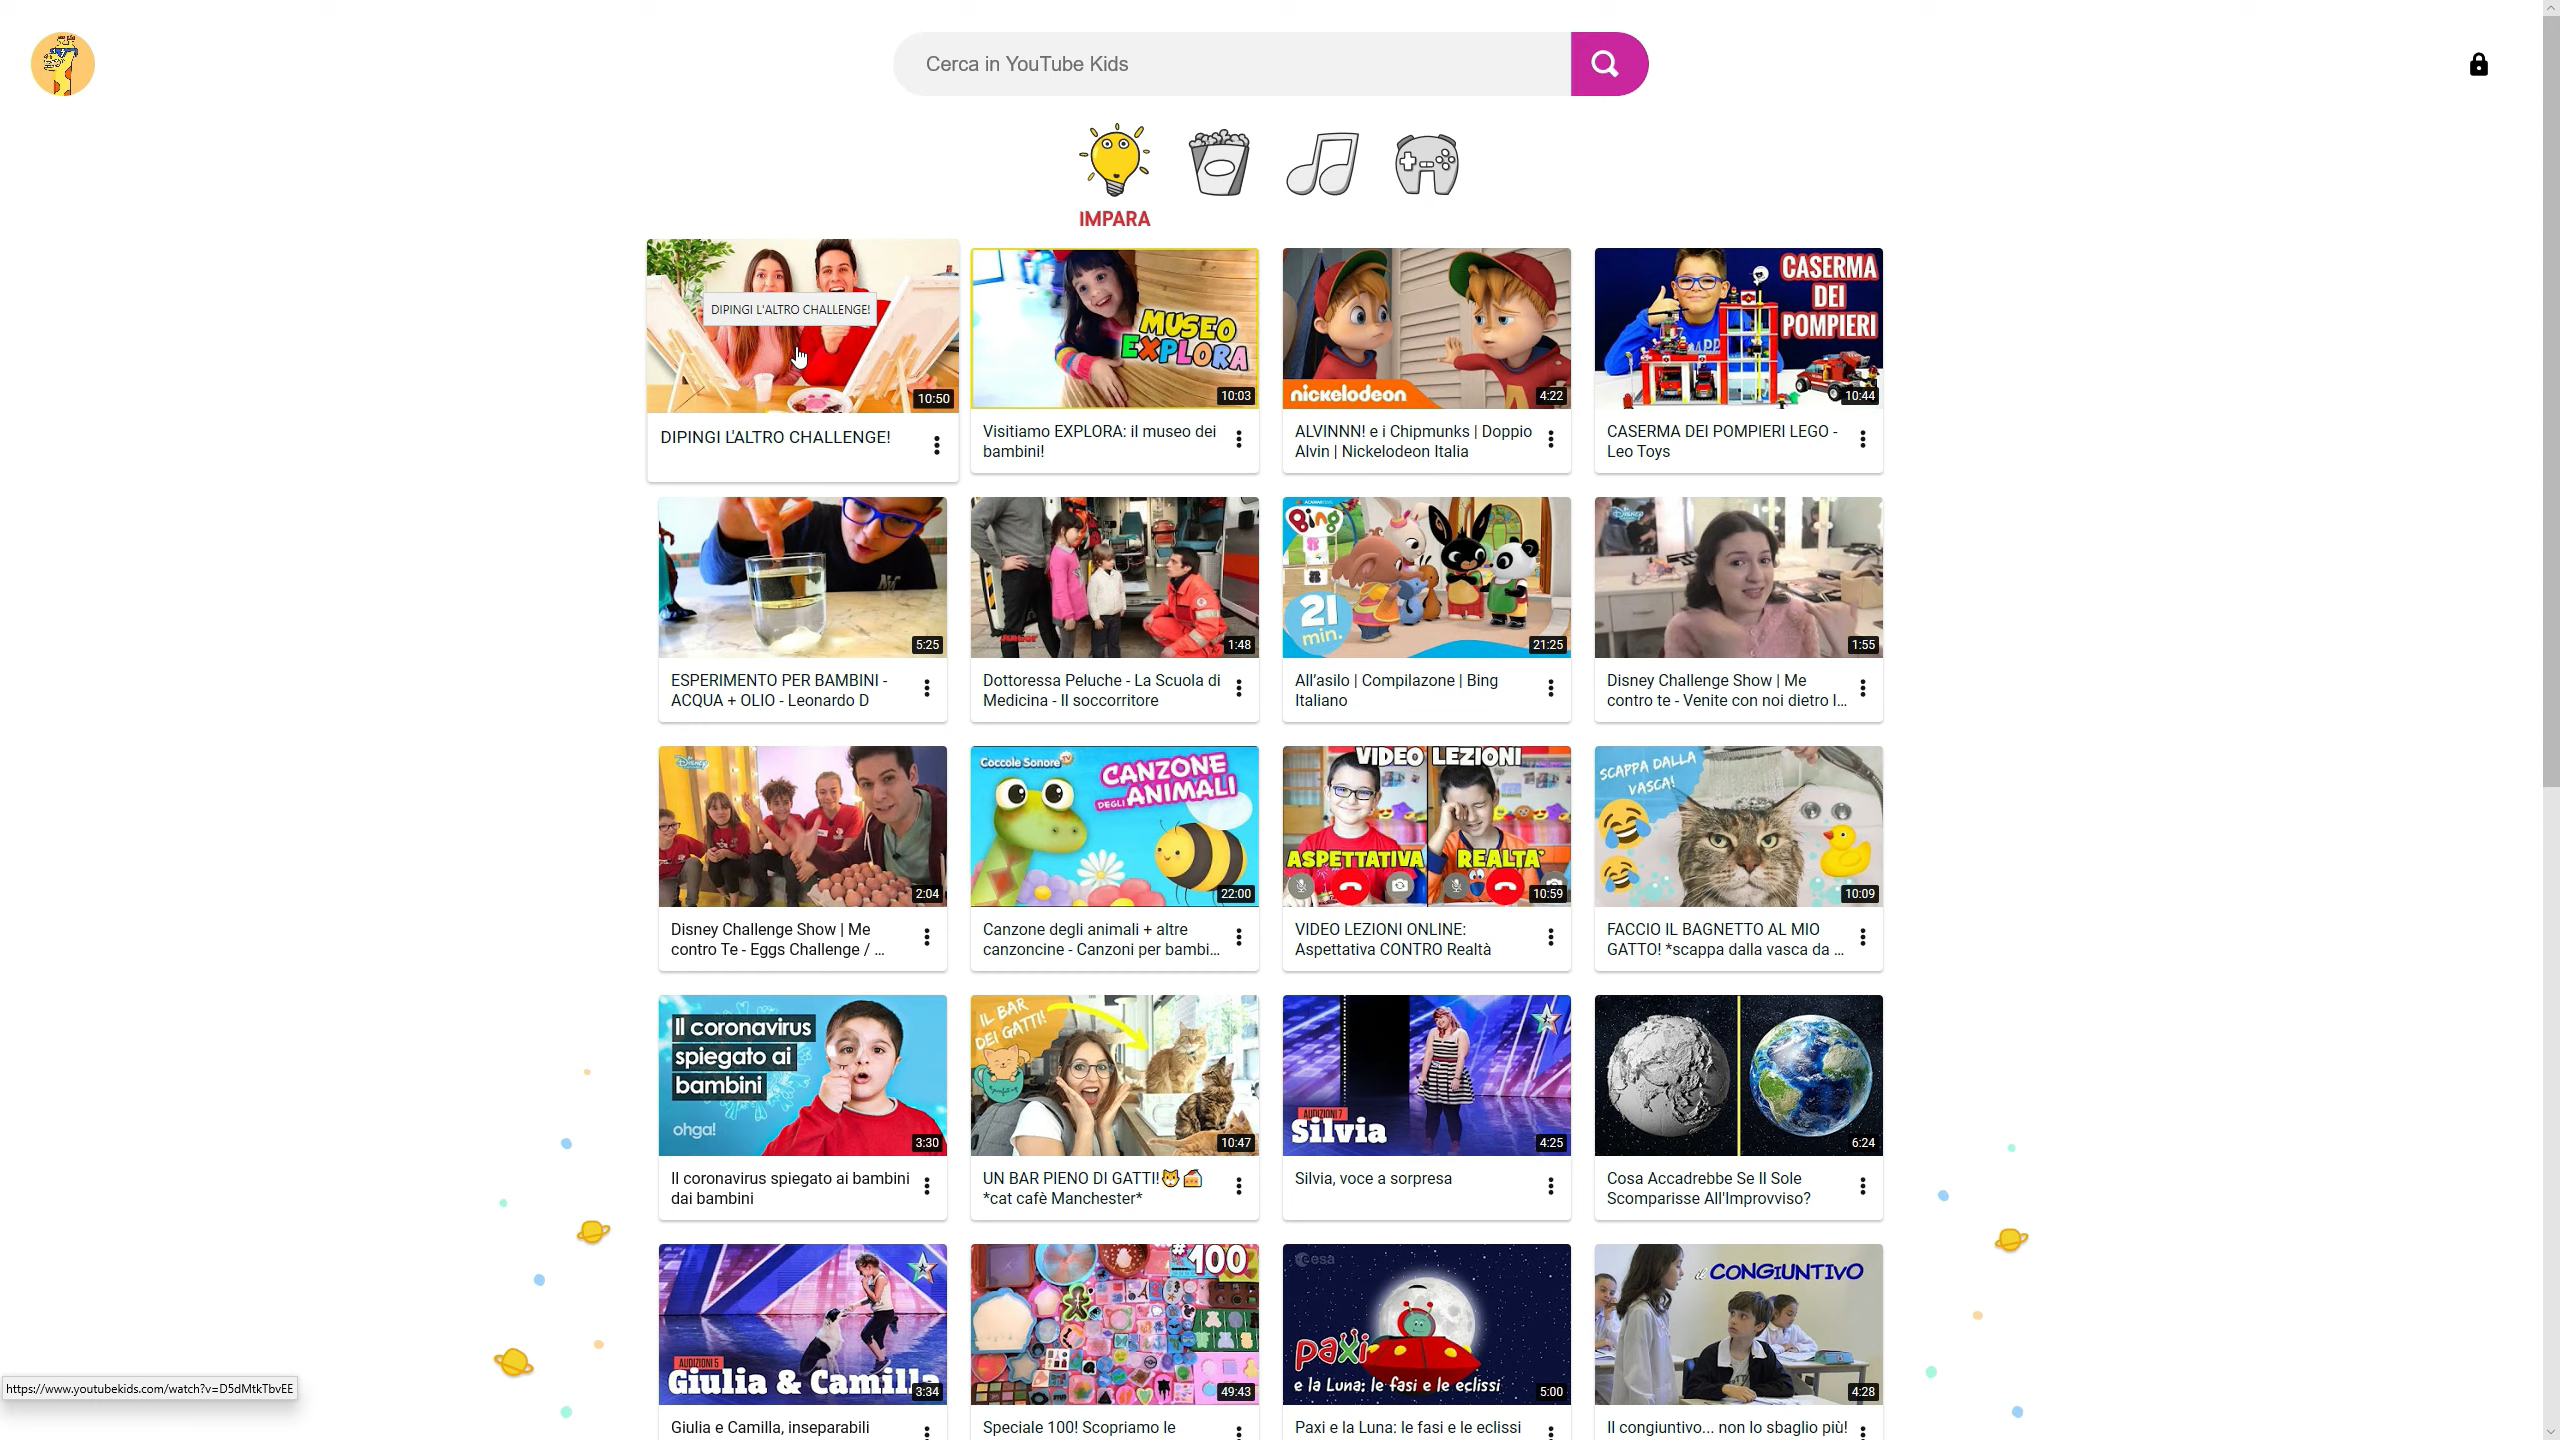 Cerca in YouTube Kids
IMPARA
DIPINGI L'ALTRO CHALLENGE!
10:50
DIPINGI L'ALTRO CHALLENGE!
MUSEO
EXPLORA
10:03
Visitiamo EXPLORA: il museo dei
bambini!
nickelodeon
4:22
ALVINNN! e i Chipmunks | Doppio
Alvin | Nickelodeon Italia
CASERMA
DEI
POMPIERI
10:44
CASERMA DEI POMPIERI LEGO -
Leo Toys
5:25
ESPERIMENTO PER BAMBINI -
ACQUA + OLIO - Leonardo D
Junior
1:48
Dottoressa Peluche - La Scuola di
Medicina - Il soccorritore
Bing
21
min.
21:25
All'asilo | Compilazone | Bing
Italiano
Disney
1:55
Disney Challenge Show | Me
contro te - Venite con noi dietro l...
Disney
2:04
Disney Challenge Show | Me
contro Te - Eggs Challenge / ...
Coccole Sonore TV
CANZONE
DEGLI ANIMALI
22:00
Canzone degli animali + altre
canzoncine - Canzoni per bambi...
VIDEO LEZIONI
ASPETTATIVA REALTA'
10:59
VIDEO LEZIONI ONLINE:
Aspettativa CONTRO Realtà
SCAPPA DALLA
VASCA!
10:09
FACCIO IL BAGNETTO AL MIO
GATTO! *scappa dalla vasca da ...
Il coronavirus
spiegato ai
bambini
ohga!
3:30
Il coronavirus spiegato ai bambini
dai bambini
IL BAR
DEI GATTI!
10:47
UN BAR PIENO DI GATTI!🐱🍰
*cat cafè Manchester*
AUDIZIONI 7
Silvia
4:25
Silvia, voce a sorpresa
6:24
Cosa Accadrebbe Se Il Sole
Scomparisse All'Improvviso?
AUDIZIONI 5
Giulia & Camilla
3:34
Giulia e Camilla, inseparabili
#100
49:43
Speciale 100! Scopriamo le
esa
paxi
e la Luna: le fasi e le eclissi
5:00
Paxi e la Luna: le fasi e le eclissi
il CONGIUNTIVO
4:28
Il congiuntivo... non lo sbaglio più!
https://www.youtubekids.com/watch?v=D5dMtkTbvEE